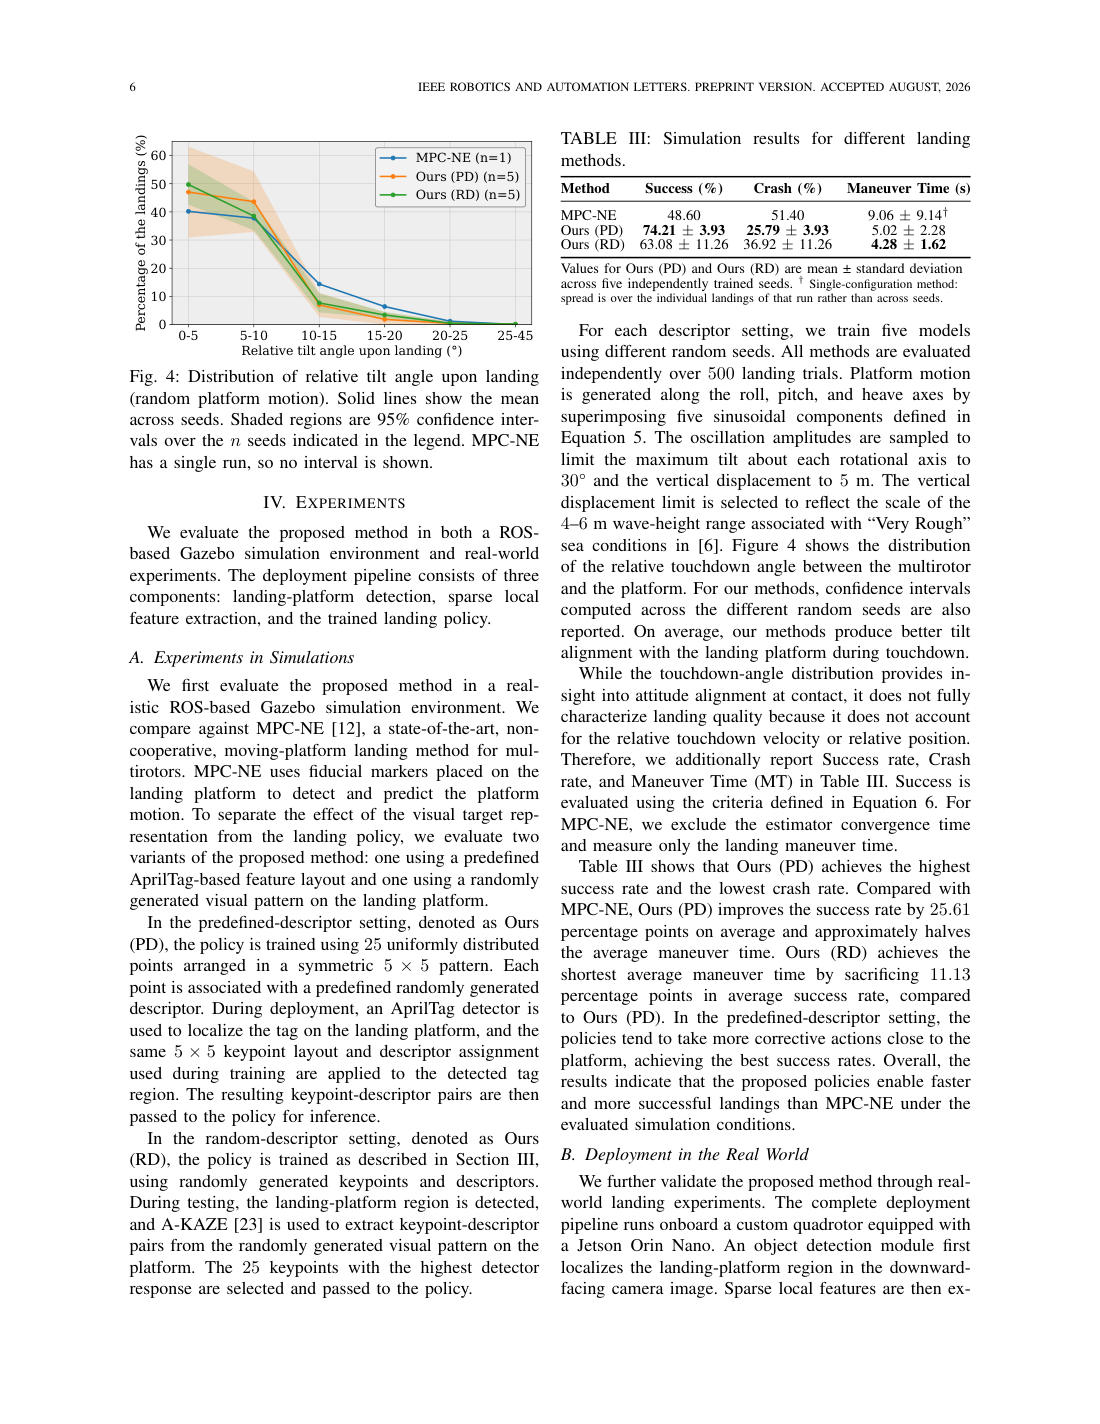 6
IEEE ROBOTICS AND AUTOMATION LETTERS. PREPRINT VERSION. ACCEPTED AUGUST, 2026
Percentage of the landings (%)
60
50
40
30
20
10
0
0-5 5-10 10-15 15-20 20-25 25-45
Relative tilt angle upon landing (°)
MPC-NE (n=1)
Ours (PD) (n=5)
Ours (RD) (n=5)
Fig. 4: Distribution of relative tilt angle upon landing
(random platform motion). Solid lines show the mean
across seeds. Shaded regions are 95% confidence inter-
vals over the n seeds indicated in the legend. MPC-NE
has a single run, so no interval is shown.
IV. EXPERIMENTS
We evaluate the proposed method in both a ROS-
based Gazebo simulation environment and real-world
experiments. The deployment pipeline consists of three
components: landing-platform detection, sparse local
feature extraction, and the trained landing policy.
A. Experiments in Simulations
We first evaluate the proposed method in a real-
istic ROS-based Gazebo simulation environment. We
compare against MPC-NE [12], a state-of-the-art, non-
cooperative, moving-platform landing method for mul-
tirotors. MPC-NE uses fiducial markers placed on the
landing platform to detect and predict the platform
motion. To separate the effect of the visual target rep-
resentation from the landing policy, we evaluate two
variants of the proposed method: one using a predefined
AprilTag-based feature layout and one using a randomly
generated visual pattern on the landing platform.
In the predefined-descriptor setting, denoted as Ours
(PD), the policy is trained using 25 uniformly distributed
points arranged in a symmetric 5 × 5 pattern. Each
point is associated with a predefined randomly generated
descriptor. During deployment, an AprilTag detector is
used to localize the tag on the landing platform, and the
same 5 × 5 keypoint layout and descriptor assignment
used during training are applied to the detected tag
region. The resulting keypoint-descriptor pairs are then
passed to the policy for inference.
In the random-descriptor setting, denoted as Ours
(RD), the policy is trained as described in Section III,
using randomly generated keypoints and descriptors.
During testing, the landing-platform region is detected,
and A-KAZE [23] is used to extract keypoint-descriptor
pairs from the randomly generated visual pattern on the
platform. The 25 keypoints with the highest detector
response are selected and passed to the policy.
TABLE III: Simulation results for different landing
methods.
Method Success (%) Crash (%) Maneuver Time (s)
MPC-NE 48.60 51.40 9.06 ± 9.14†
Ours (PD) 74.21 ± 3.93 25.79 ± 3.93 5.02 ± 2.28
Ours (RD) 63.08 ± 11.26 36.92 ± 11.26 4.28 ± 1.62
Values for Ours (PD) and Ours (RD) are mean ± standard deviation
across five independently trained seeds. † Single-configuration method:
spread is over the individual landings of that run rather than across seeds.
For each descriptor setting, we train five models
using different random seeds. All methods are evaluated
independently over 500 landing trials. Platform motion
is generated along the roll, pitch, and heave axes by
superimposing five sinusoidal components defined in
Equation 5. The oscillation amplitudes are sampled to
limit the maximum tilt about each rotational axis to
30° and the vertical displacement to 5 m. The vertical
displacement limit is selected to reflect the scale of the
4–6 m wave-height range associated with “Very Rough”
sea conditions in [6]. Figure 4 shows the distribution
of the relative touchdown angle between the multirotor
and the platform. For our methods, confidence intervals
computed across the different random seeds are also
reported. On average, our methods produce better tilt
alignment with the landing platform during touchdown.
While the touchdown-angle distribution provides in-
sight into attitude alignment at contact, it does not fully
characterize landing quality because it does not account
for the relative touchdown velocity or relative position.
Therefore, we additionally report Success rate, Crash
rate, and Maneuver Time (MT) in Table III. Success is
evaluated using the criteria defined in Equation 6. For
MPC-NE, we exclude the estimator convergence time
and measure only the landing maneuver time.
Table III shows that Ours (PD) achieves the highest
success rate and the lowest crash rate. Compared with
MPC-NE, Ours (PD) improves the success rate by 25.61
percentage points on average and approximately halves
the average maneuver time. Ours (RD) achieves the
shortest average maneuver time by sacrificing 11.13
percentage points in average success rate, compared
to Ours (PD). In the predefined-descriptor setting, the
policies tend to take more corrective actions close to the
platform, achieving the best success rates. Overall, the
results indicate that the proposed policies enable faster
and more successful landings than MPC-NE under the
evaluated simulation conditions.
B. Deployment in the Real World
We further validate the proposed method through real-
world landing experiments. The complete deployment
pipeline runs onboard a custom quadrotor equipped with
a Jetson Orin Nano. An object detection module first
localizes the landing-platform region in the downward-
facing camera image. Sparse local features are then ex-